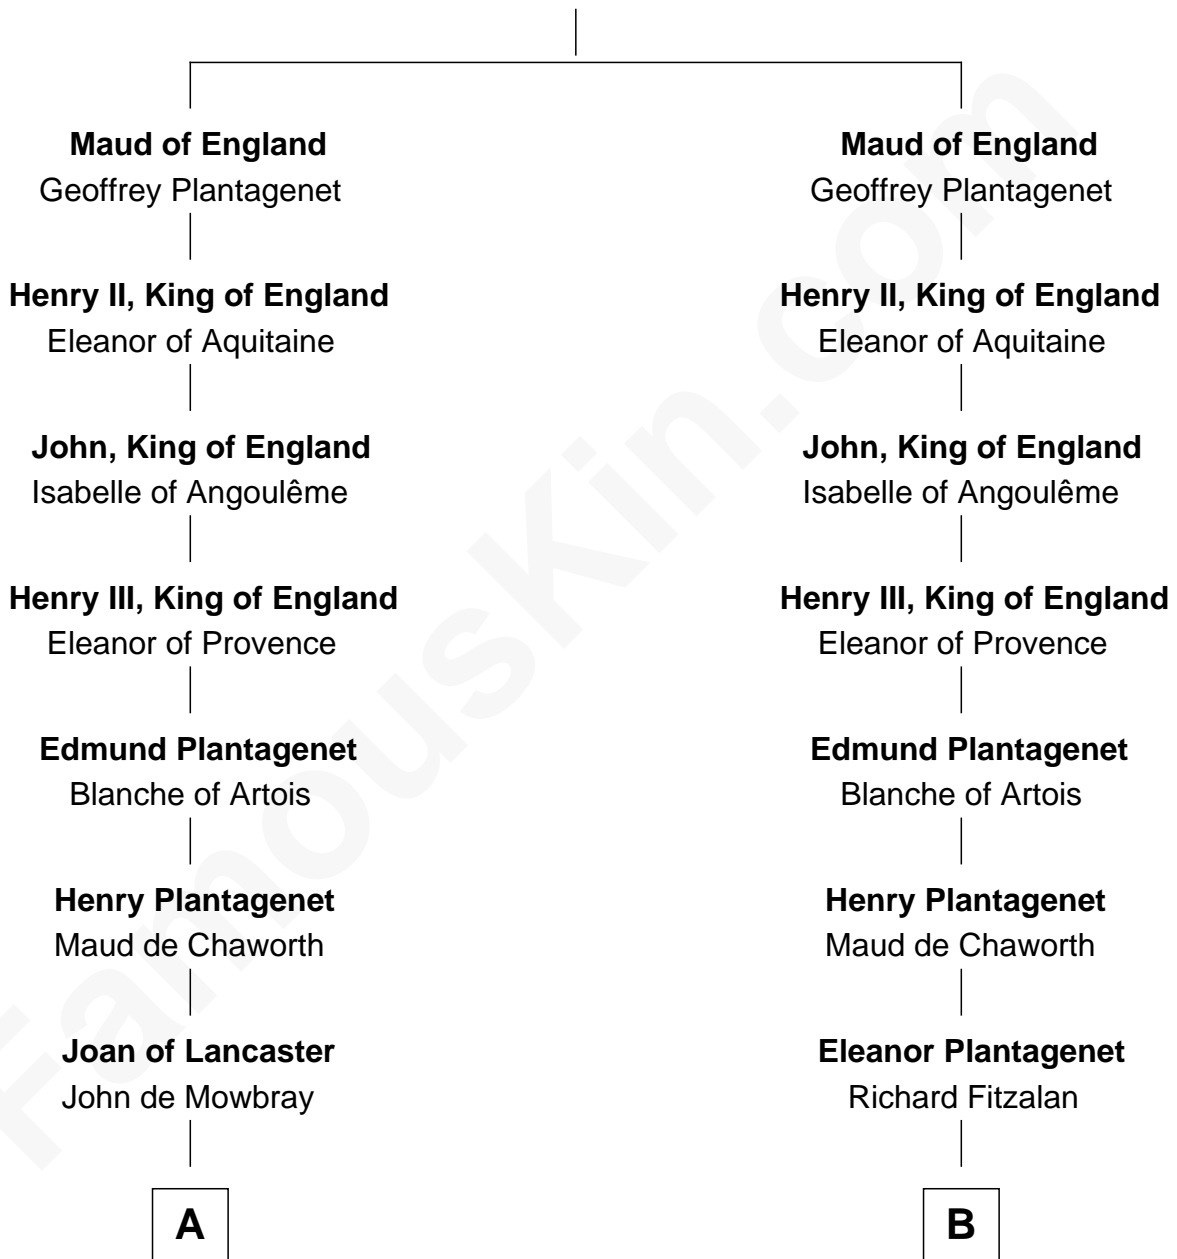 Maud of England
Geoffrey Plantagenet
Henry II, King of England
Eleanor of Aquitaine
John, King of England
Isabelle of Angoulême
Henry III, King of England
Eleanor of Provence
Edmund Plantagenet
Blanche of Artois
Henry Plantagenet
Maud de Chaworth
Joan of Lancaster
John de Mowbray
A
Maud of England
Geoffrey Plantagenet
Henry II, King of England
Eleanor of Aquitaine
John, King of England
Isabelle of Angoulême
Henry III, King of England
Eleanor of Provence
Edmund Plantagenet
Blanche of Artois
Henry Plantagenet
Maud de Chaworth
Eleanor Plantagenet
Richard Fitzalan
B
FamousKin.com